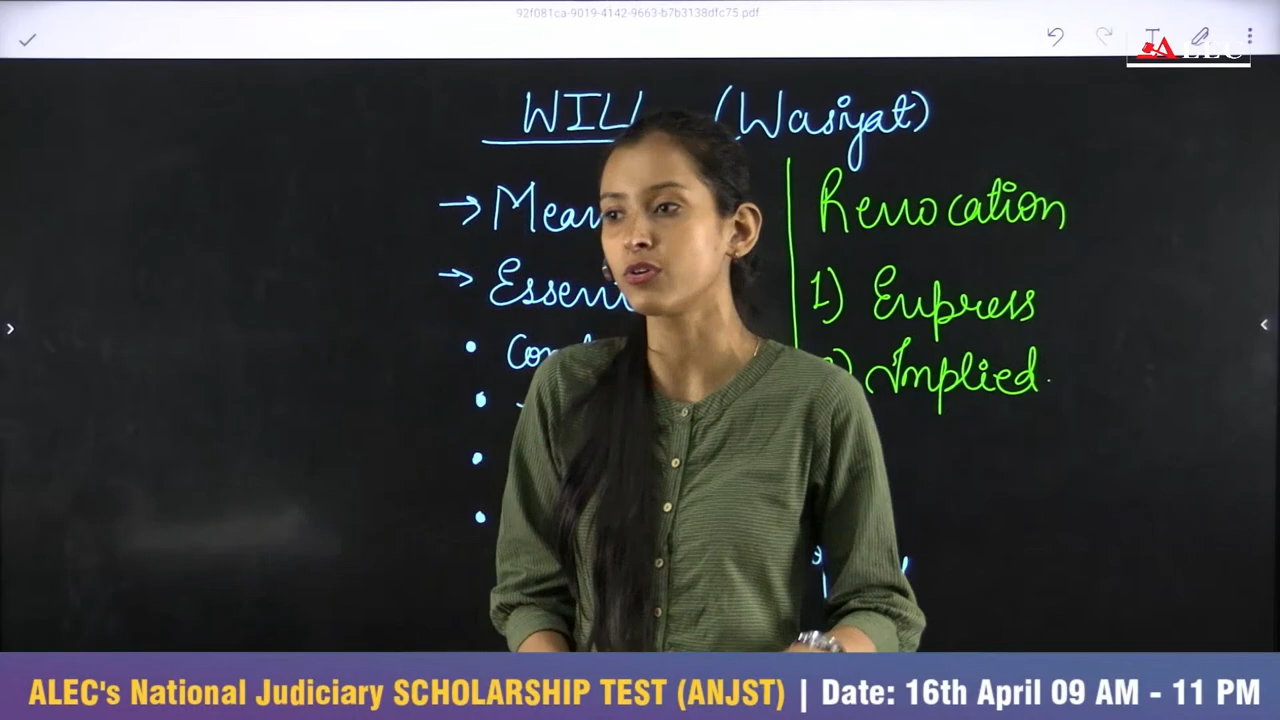 92f081ca-9019-4142-9663-b7b3138dfc75.pdf
WILL (Wasiyat)
→ Mean
→ Essen
Revocation
1) Express
2) Implied.
ALEC's National Judiciary SCHOLARSHIP TEST (ANJST) | Date: 16th April 09 AM - 11 PM